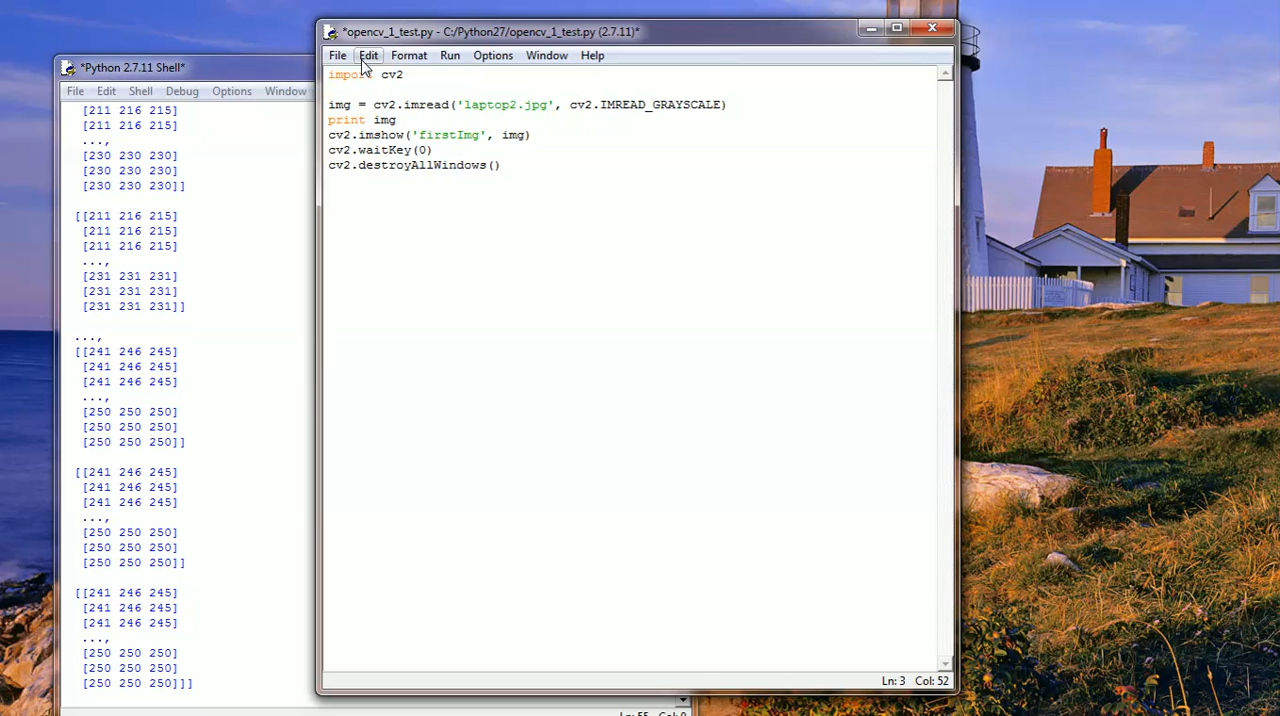 *opencv_1_test.py - C:/Python27/opencv_1_test.py (2.7.11)*
File Edit Format Run Options Window Help
import cv2
img = cv2.imread('laptop2.jpg', cv2.IMREAD_GRAYSCALE)
print img
cv2.imshow('firstImg', img)
cv2.waitKey(0)
cv2.destroyAllWindows()
Ln: 3 Col: 52
*Python 2.7.11 Shell*
File Edit Shell Debug Options Window
[211 216 215]
[211 216 215]
...,
[230 230 230]
[230 230 230]
[230 230 230]]
[[211 216 215]
[211 216 215]
[211 216 215]
...,
[231 231 231]
[231 231 231]
[231 231 231]]
...,
[[241 246 245]
[241 246 245]
[241 246 245]
...,
[250 250 250]
[250 250 250]
[250 250 250]]
[[241 246 245]
[241 246 245]
[241 246 245]
...,
[250 250 250]
[250 250 250]
[250 250 250]]
[[241 246 245]
[241 246 245]
[241 246 245]
...,
[250 250 250]
[250 250 250]
[250 250 250]]]